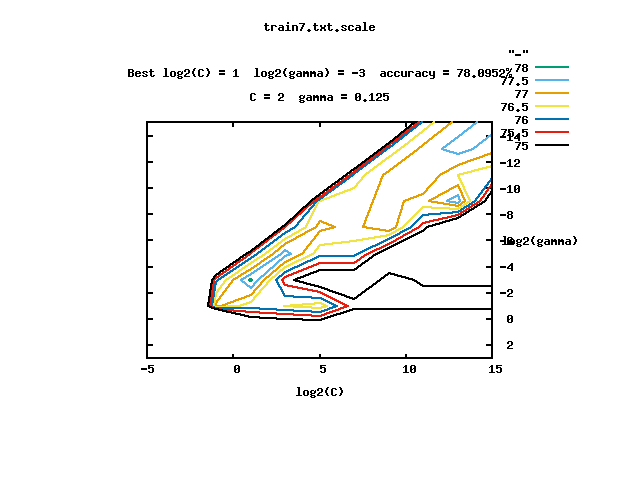 train7.txt.scale
"-"
Best log2(C) = 1 log2(gamma) = -3 accuracy = 78.0952%
C = 2 gamma = 0.125
78
77.5
77
76.5
76
75.5
75
-14
-12
-10
-8
-6
log2(gamma)
-4
-2
0
2
-5 0 5 10 15
log2(C)